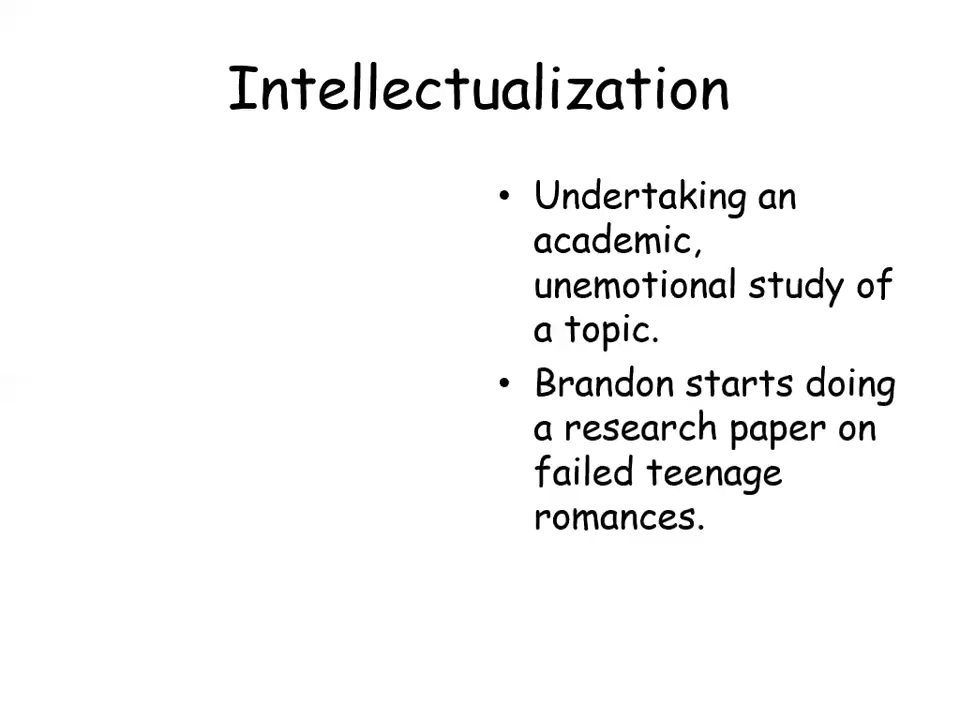 Intellectualization
• Undertaking an
academic,
unemotional study of
a topic.
• Brandon starts doing
a research paper on
failed teenage
romances.